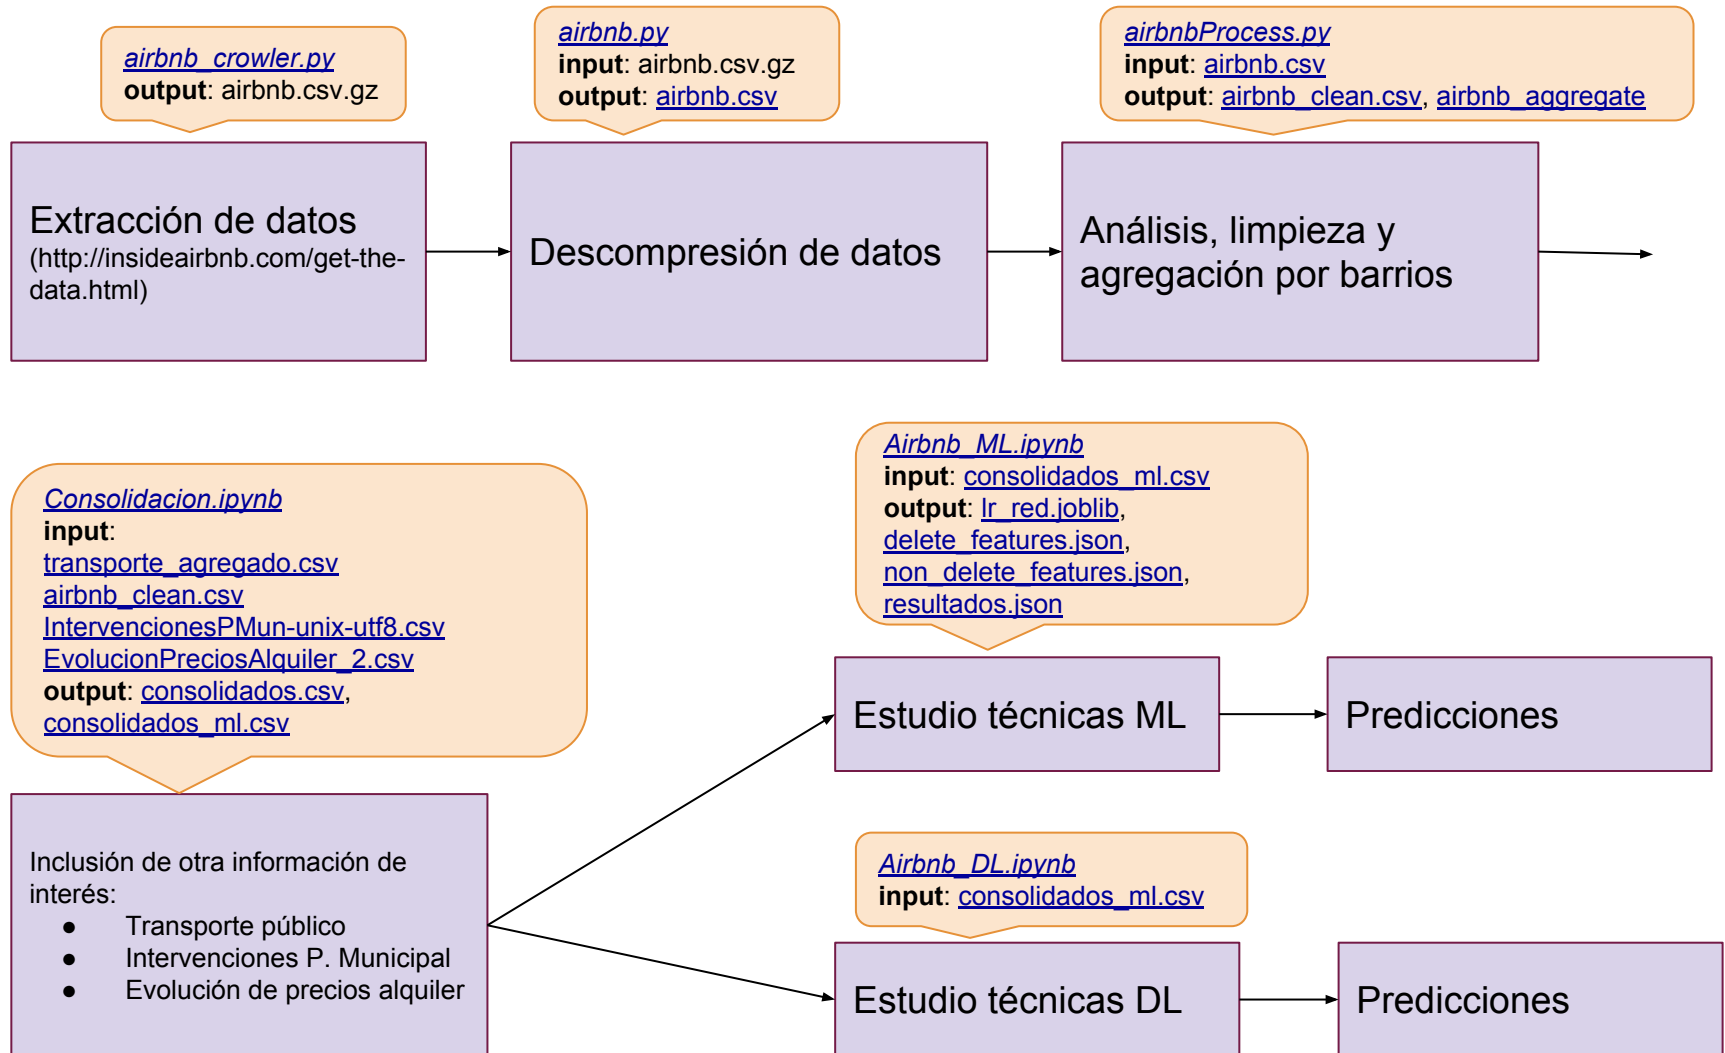 airbnb_crowler.py
output: airbnb.csv.gz
airbnb.py
input: airbnb.csv.gz
output: airbnb.csv
airbnbProcess.py
input: airbnb.csv
output: airbnb_clean.csv, airbnb_aggregate
Extracción de datos
(http://insideairbnb.com/get-the-
data.html)
Descompresión de datos
Análisis, limpieza y
agregación por barrios
Consolidacion.ipynb
input:
transporte_agregado.csv
airbnb_clean.csv
IntervencionesPMun-unix-utf8.csv
EvolucionPreciosAlquiler_2.csv
output: consolidados.csv,
consolidados_ml.csv
Inclusión de otra información de
interés:
● Transporte público
● Intervenciones P. Municipal
● Evolución de precios alquiler
Airbnb_ML.ipynb
input: consolidados_ml.csv
output: lr_red.joblib,
delete_features.json,
non_delete_features.json,
resultados.json
Estudio técnicas ML
Predicciones
Airbnb_DL.ipynb
input: consolidados_ml.csv
Estudio técnicas DL
Predicciones